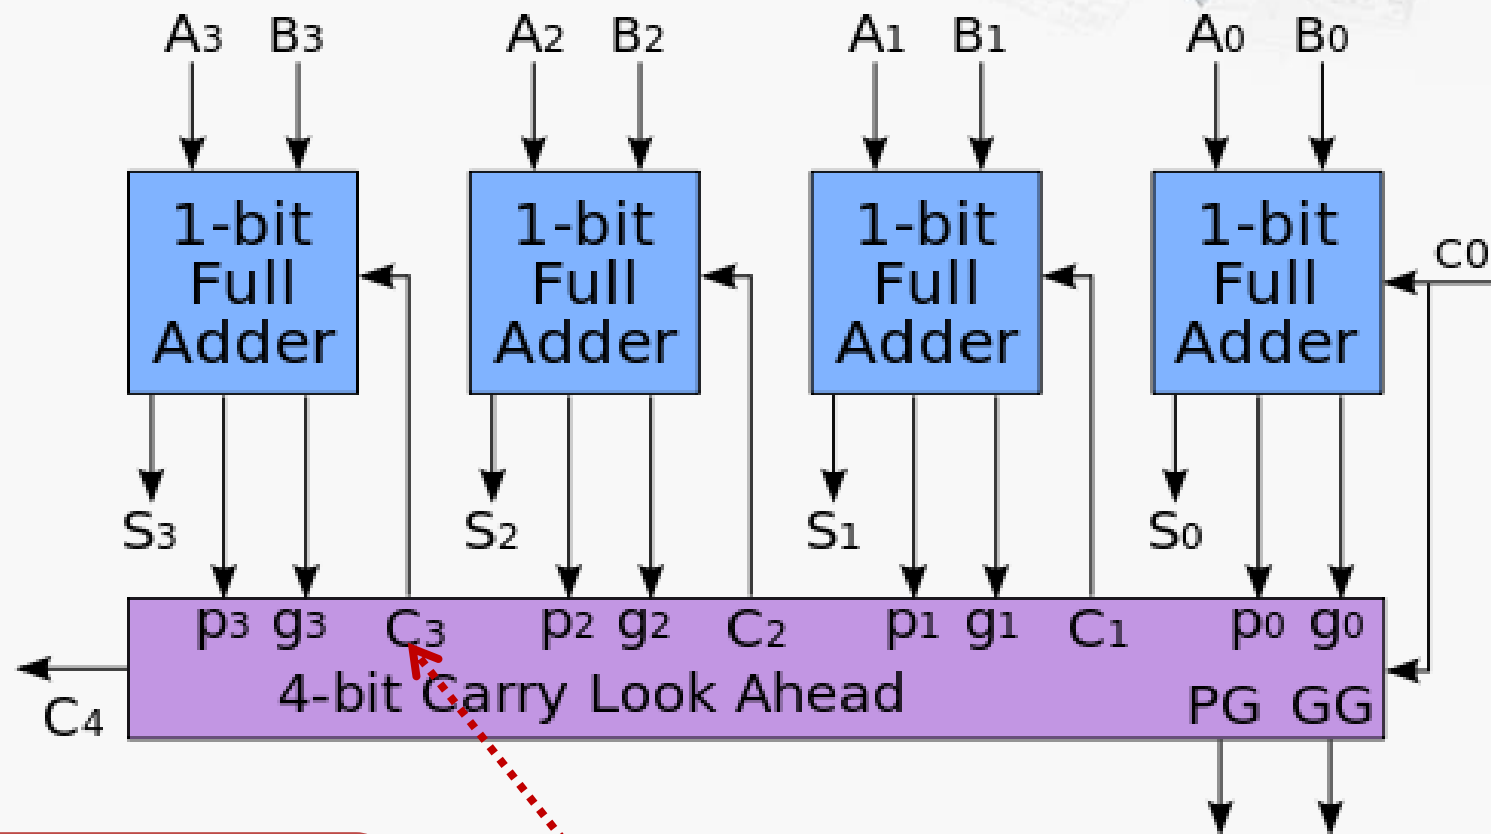 A3 B3 A2 B2 A1 B1 A0 B0
1-bit Full Adder
1-bit Full Adder
1-bit Full Adder
1-bit Full Adder
C0
S3 S2 S1 S0
p3 g3 C3 p2 g2 C2 p1 g1 C1 p0 g0
4-bit Carry Look Ahead
PG GG
C4